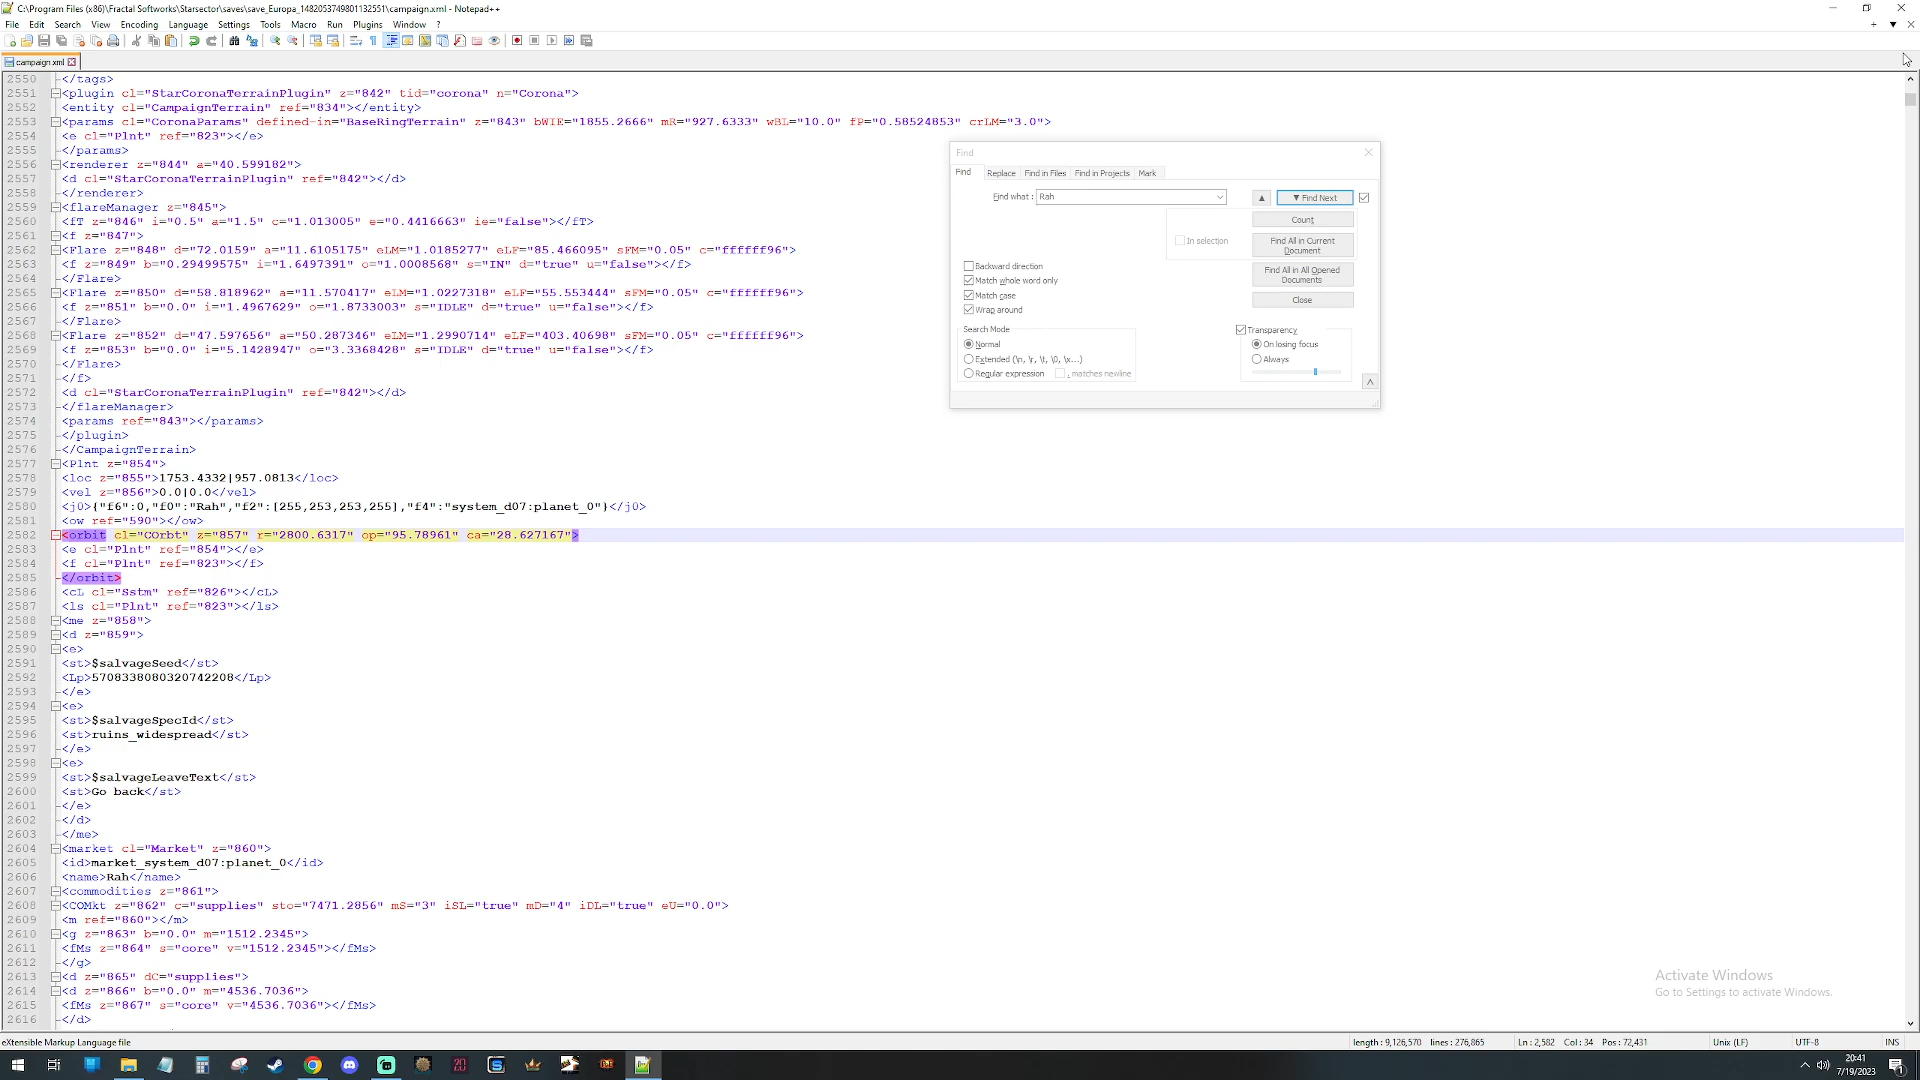 C:\Program Files (x86)\Fractal Softworks\Starsector\saves\save_Europa_1482053749801132551\campaign.xml - Notepad++
File Edit Search View Encoding Language Settings Tools Macro Run Plugins Window ?
campaign.xml
2550 </tags>
2551 <plugin cl="StarCoronaTerrainPlugin" z="842" tid="corona" n="Corona">
2552 <entity cl="CampaignTerrain" ref="834"></entity>
2553 <params cl="CoronaParams" defined-in="BaseRingTerrain" z="843" bWIE="1855.2666" mR="927.6333" wBL="10.0" fP="0.58524853" crLM="3.0">
2554 <e cl="Plnt" ref="823"></e>
2555 </params>
2556 <renderer z="844" a="40.599182">
2557 <d cl="StarCoronaTerrainPlugin" ref="842"></d>
2558 </renderer>
2559 <flareManager z="845">
2560 <fT z="846" i="0.5" a="1.5" c="1.013005" e="0.4416663" ie="false"></fT>
2561 <f z="847">
2562 <Flare z="848" d="72.0159" a="11.6105175" eLM="1.0185277" eLF="85.466095" sFM="0.05" c="ffffff96">
2563 <f z="849" b="0.29499575" i="1.6497391" o="1.0008568" s="IN" d="true" u="false"></f>
2564 </Flare>
2565 <Flare z="850" d="58.818962" a="11.570417" eLM="1.0227318" eLF="55.553444" sFM="0.05" c="ffffff96">
2566 <f z="851" b="0.0" i="1.4967629" o="1.8733003" s="IDLE" d="true" u="false"></f>
2567 </Flare>
2568 <Flare z="852" d="47.597656" a="50.287346" eLM="1.2990714" eLF="403.40698" sFM="0.05" c="ffffff96">
2569 <f z="853" b="0.0" i="5.1428947" o="3.3368428" s="IDLE" d="true" u="false"></f>
2570 </Flare>
2571 </f>
2572 <d cl="StarCoronaTerrainPlugin" ref="842"></d>
2573 </flareManager>
2574 <params ref="843"></params>
2575 </plugin>
2576 </CampaignTerrain>
2577 <Plnt z="854">
2578 <loc z="855">1753.4332|957.0813</loc>
2579 <vel z="856">0.0|0.0</vel>
2580 <j0>{"f6":0,"f0":"Rah","f2":[255,253,253,255],"f4":"system_d07:planet_0"}</j0>
2581 <ow ref="590"></ow>
2582 <orbit cl="COrbt" z="857" r="2800.6317" op="95.78961" ca="28.627167">
2583 <e cl="Plnt" ref="854"></e>
2584 <f cl="Plnt" ref="823"></f>
2585 </orbit>
2586 <cL cl="Sstm" ref="826"></cL>
2587 <ls cl="Plnt" ref="823"></ls>
2588 <me z="858">
2589 <d z="859">
2590 <e>
2591 <st>$salvageSeed</st>
2592 <Lp>5708338080320742208</Lp>
2593 </e>
2594 <e>
2595 <st>$salvageSpecId</st>
2596 <st>ruins_widespread</st>
2597 </e>
2598 <e>
2599 <st>$salvageLeaveText</st>
2600 <st>Go back</st>
2601 </e>
2602 </d>
2603 </me>
2604 <market cl="Market" z="860">
2605 <id>market_system_d07:planet_0</id>
2606 <name>Rah</name>
2607 <commodities z="861">
2608 <COMkt z="862" c="supplies" sto="7471.2856" mS="3" iSL="true" mD="4" iDL="true" eU="0.0">
2609 <m ref="860"></m>
2610 <g z="863" b="0.0" m="1512.2345">
2611 <fMs z="864" s="core" v="1512.2345"></fMs>
2612 </g>
2613 <d z="865" dC="supplies">
2614 <d z="866" b="0.0" m="4536.7036">
2615 <fMs z="867" s="core" v="4536.7036"></fMs>
2616 </d>
Find
Find Replace Find in Files Find in Projects Mark
Find what : Rah
▲ ▼ Find Next
Count
In selection
Find All in Current Document
Find All in All Opened Documents
Close
Backward direction
Match whole word only
Match case
Wrap around
Search Mode
Normal
Extended (\n, \r, \t, \0, \x...)
Regular expression . matches newline
Transparency
On losing focus
Always
Activate Windows
Go to Settings to activate Windows.
eXtensible Markup Language file length : 9,126,570 lines : 276,865 Ln : 2,582 Col : 34 Pos : 72,431 Unix (LF) UTF-8 INS
20:41
7/19/2023
1